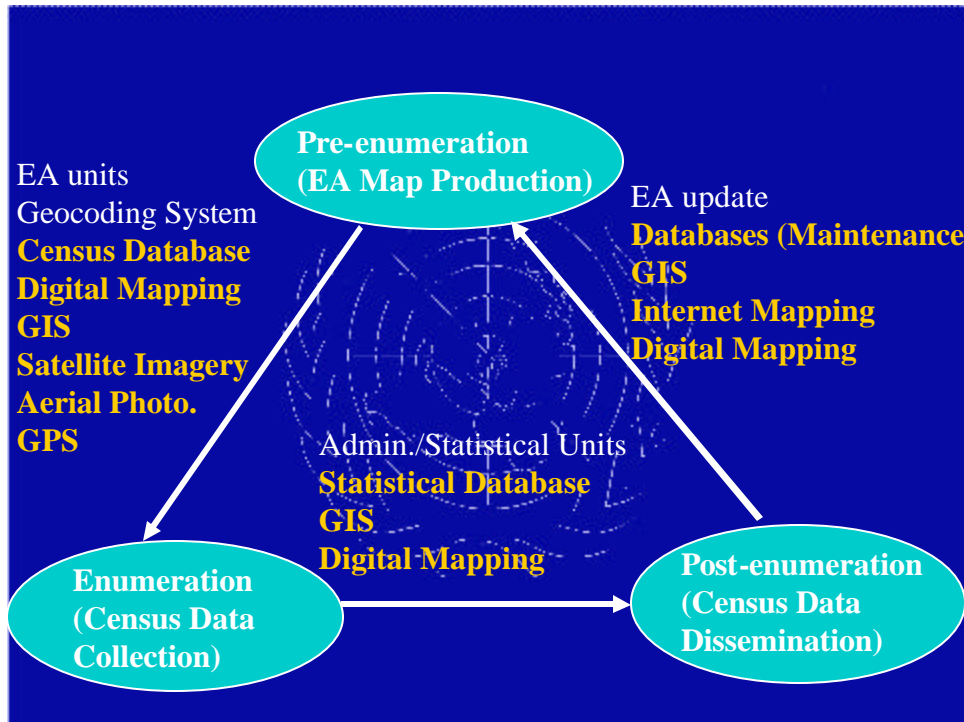 Pre-enumeration
(EA Map Production)
EA units
Geocoding System
Census Database
Digital Mapping
GIS
Satellite Imagery
Aerial Photo.
GPS
EA update
Databases (Maintenance
GIS
Internet Mapping
Digital Mapping
Admin./Statistical Units
Statistical Database
GIS
Digital Mapping
Enumeration
(Census Data
Collection)
Post-enumeration
(Census Data
Dissemination)